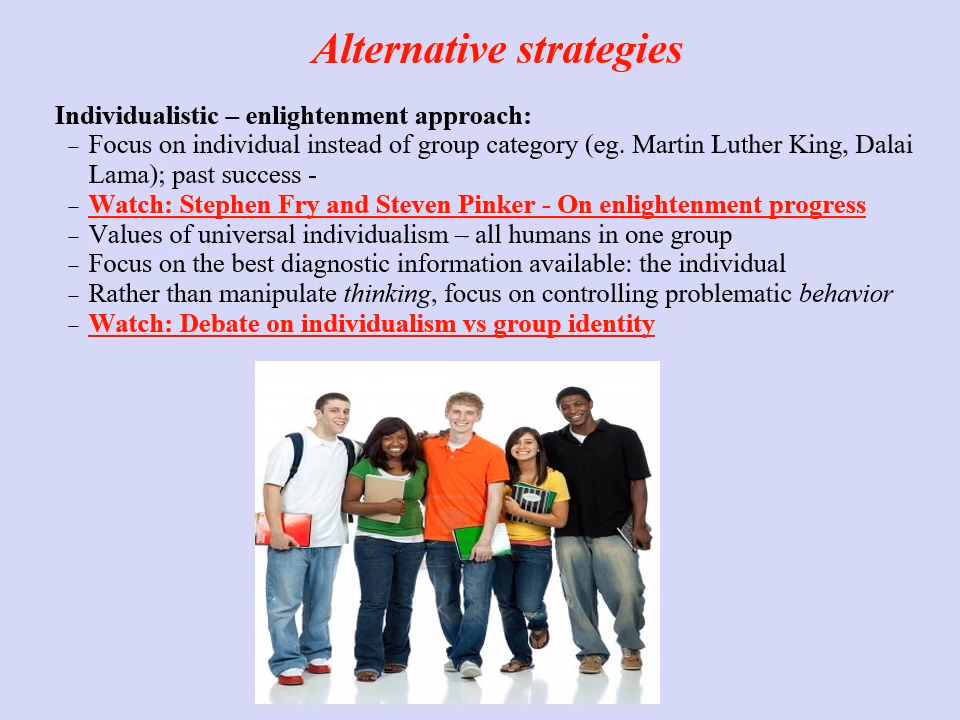 Alternative strategies
Individualistic – enlightenment approach:
– Focus on individual instead of group category (eg. Martin Luther King, Dalai
Lama); past success -
– Watch: Stephen Fry and Steven Pinker - On enlightenment progress
– Values of universal individualism – all humans in one group
– Focus on the best diagnostic information available: the individual
– Rather than manipulate thinking, focus on controlling problematic behavior
– Watch: Debate on individualism vs group identity